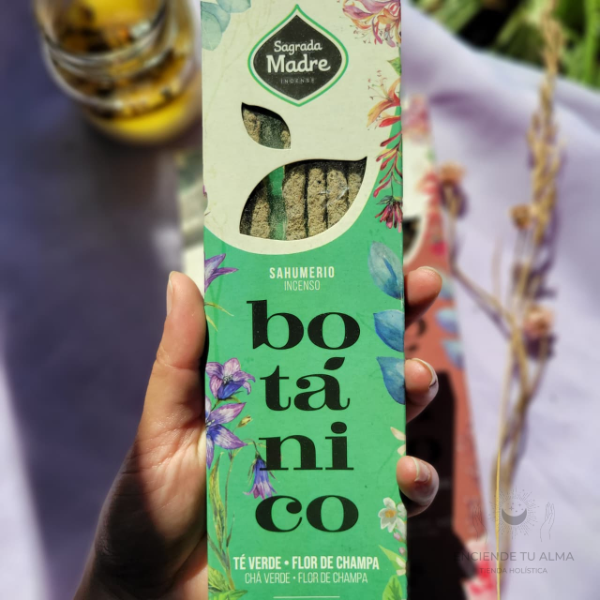 Sagrada
Madre
INCENSE
SAHUMERIO
INCENSO
bo
tá
ni
co
TÉ VERDE • FLOR DE CHAMPA
CHÁ VERDE • FLOR DE CHAMPA
ENCIENDE TU ALMA
TIENDA HOLÍSTICA